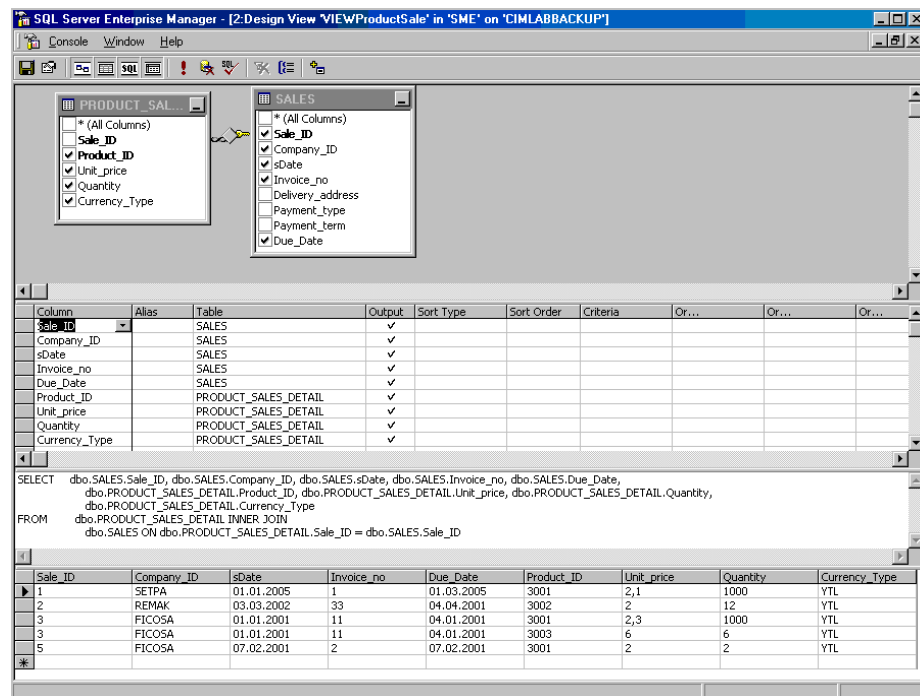 SQL Server Enterprise Manager - [2:Design View 'VIEWProductSale' in 'SME' on 'CIMLABBACKUP']
Console Window Help
SQL SQL
PRODUCT_SAL...
* (All Columns)
Sale_ID
Product_ID
Unit_price
Quantity
Currency_Type
SALES
* (All Columns)
Sale_ID
Company_ID
sDate
Invoice_no
Delivery_address
Payment_type
Payment_term
Due_Date
Column Alias Table Output Sort Type Sort Order Criteria Or... Or... Or...
Sale_ID SALES
Company_ID SALES
sDate SALES
Invoice_no SALES
Due_Date SALES
Product_ID PRODUCT_SALES_DETAIL
Unit_price PRODUCT_SALES_DETAIL
Quantity PRODUCT_SALES_DETAIL
Currency_Type PRODUCT_SALES_DETAIL
SELECT dbo.SALES.Sale_ID, dbo.SALES.Company_ID, dbo.SALES.sDate, dbo.SALES.Invoice_no, dbo.SALES.Due_Date,
dbo.PRODUCT_SALES_DETAIL.Product_ID, dbo.PRODUCT_SALES_DETAIL.Unit_price, dbo.PRODUCT_SALES_DETAIL.Quantity,
dbo.PRODUCT_SALES_DETAIL.Currency_Type
FROM dbo.PRODUCT_SALES_DETAIL INNER JOIN
dbo.SALES ON dbo.PRODUCT_SALES_DETAIL.Sale_ID = dbo.SALES.Sale_ID
Sale_ID Company_ID sDate Invoice_no Due_Date Product_ID Unit_price Quantity Currency_Type
1 SETPA 01.01.2005 1 01.03.2005 3001 2,1 1000 YTL
2 REMAK 03.03.2002 33 04.04.2001 3002 2 12 YTL
3 FICOSA 01.01.2001 11 04.01.2001 3001 2,3 1000 YTL
3 FICOSA 01.01.2001 11 04.01.2001 3003 6 6 YTL
5 FICOSA 07.02.2001 2 07.02.2001 3001 2 2 YTL